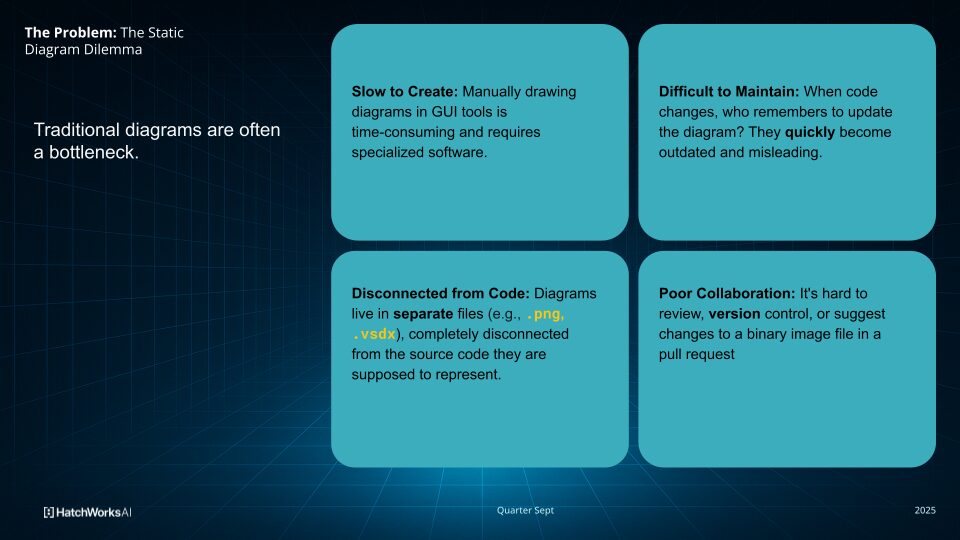 The Problem: The Static
Diagram Dilemma
Traditional diagrams are often
a bottleneck.
Slow to Create: Manually drawing
diagrams in GUI tools is
time-consuming and requires
specialized software.
Difficult to Maintain: When code
changes, who remembers to update
the diagram? They quickly become
outdated and misleading.
Disconnected from Code: Diagrams
live in separate files (e.g., .png,
.vsdx), completely disconnected
from the source code they are
supposed to represent.
Poor Collaboration: It's hard to
review, version control, or suggest
changes to a binary image file in a
pull request
HatchWorksAI
Quarter Sept
2025